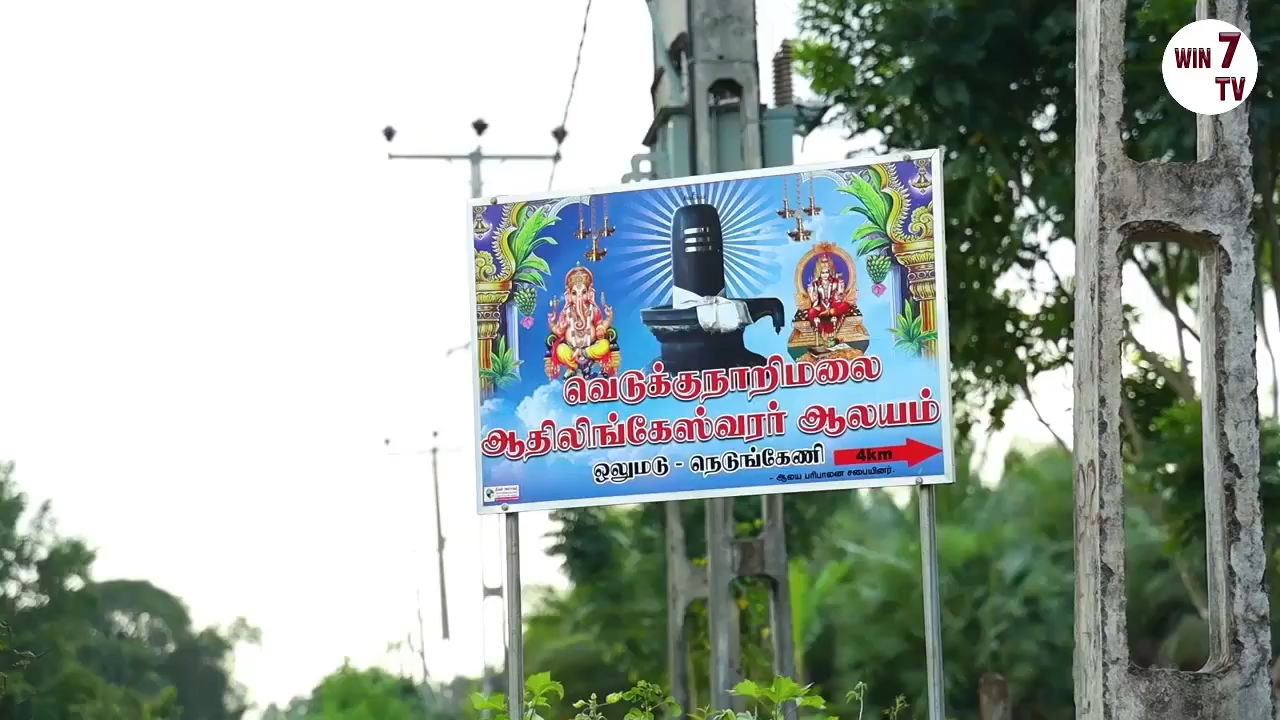 WIN 7
TV
வெடுக்குநாறிமலை
ஆதிலிங்கேஸ்வரர் ஆலயம்
ஒலுமடு - நெடுங்கேணி
4km
- ஆலய பரிபாலன சபையினர்.